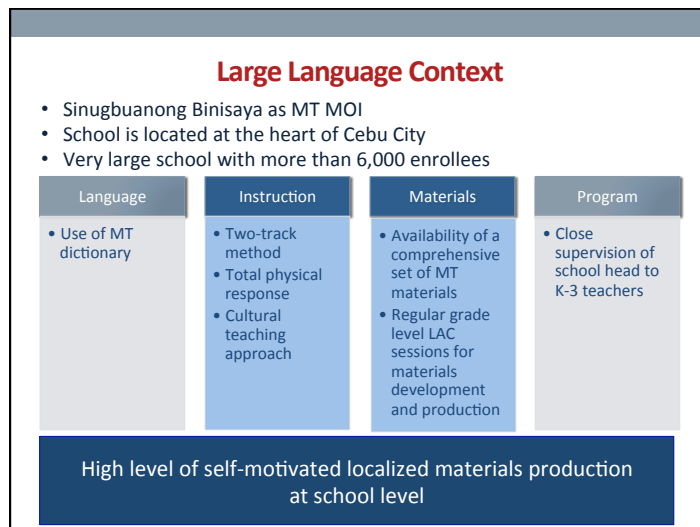 Large Language Context
• Sinugbuanong Binisaya as MT MOI
• School is located at the heart of Cebu City
• Very large school with more than 6,000 enrollees
Language
• Use of MT
dictionary
Instruction
• Two-track
method
• Total physical
response
• Cultural
teaching
approach
Materials
• Availability of a
comprehensive
set of MT
materials
• Regular grade
level LAC
sessions for
materials
development
and production
Program
• Close
supervision of
school head to
K-3 teachers
High level of self-motivated localized materials production
at school level